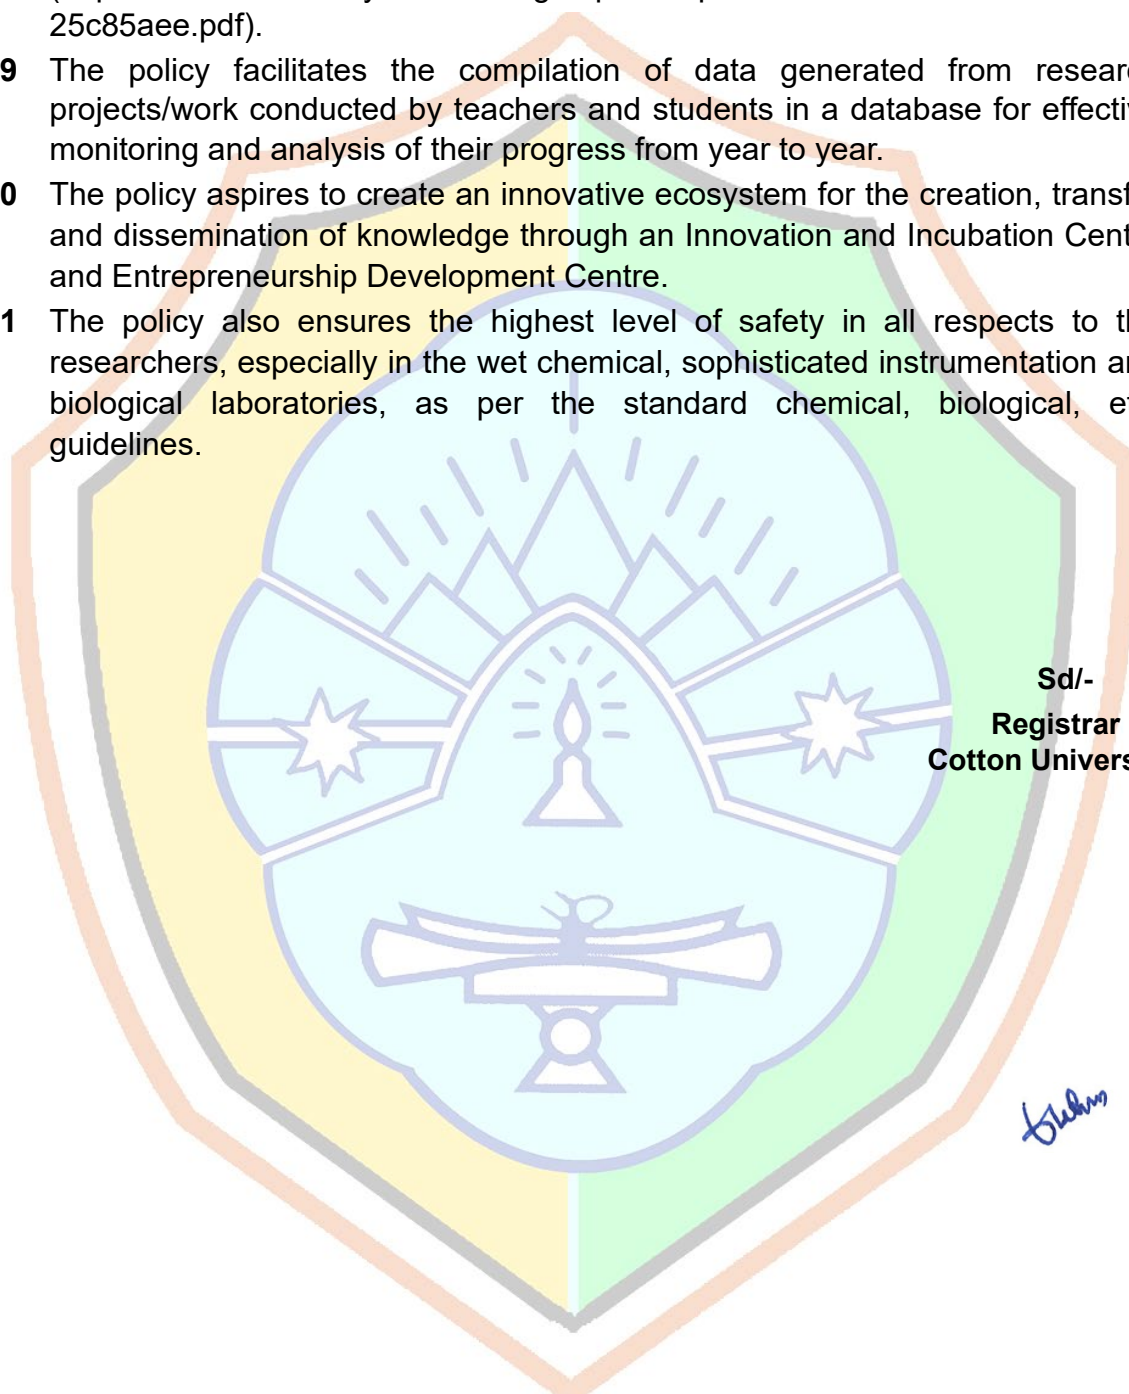 25c85aee.pdf).
9 The policy facilitates the compilation of data generated from resear
projects/work conducted by teachers and students in a database for effectiv
monitoring and analysis of their progress from year to year.
0 The policy aspires to create an innovative ecosystem for the creation, transf
and dissemination of knowledge through an Innovation and Incubation Cent
and Entrepreneurship Development Centre.
1 The policy also ensures the highest level of safety in all respects to th
researchers, especially in the wet chemical, sophisticated instrumentation an
biological laboratories, as per the standard chemical, biological, et
guidelines.
Sd/-
Registrar
Cotton Univers